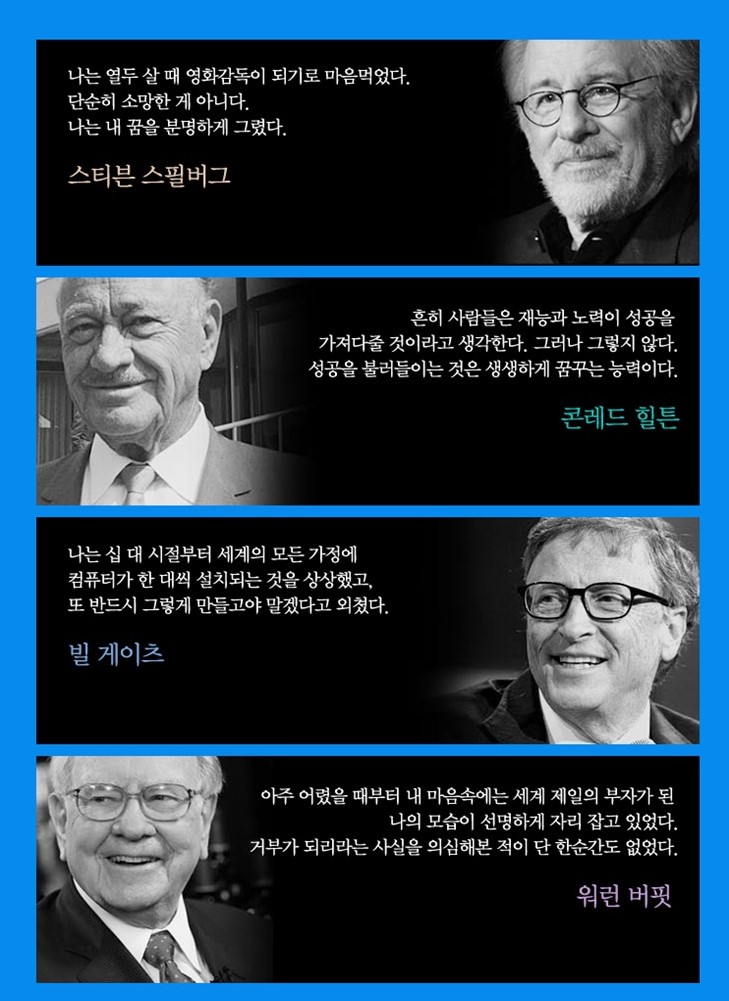 나는 열두 살 때 영화감독이 되기로 마음먹었다.
단순히 소망한 게 아니다.
나는 내 꿈을 분명하게 그렸다.
스티븐 스필버그
흔히 사람들은 재능과 노력이 성공을
가져다줄 것이라고 생각한다. 그러나 그렇지 않다.
성공을 불러들이는 것은 생생하게 꿈꾸는 능력이다.
콘레드 힐튼
나는 십 대 시절부터 세계의 모든 가정에
컴퓨터가 한 대씩 설치되는 것을 상상했고,
또 반드시 그렇게 만들고야 말겠다고 외쳤다.
빌 게이츠
아주 어렸을 때부터 내 마음속에는 세계 제일의 부자가 된
나의 모습이 선명하게 자리 잡고 있었다.
거부가 되리라는 사실을 의심해본 적이 단 한순간도 없었다.
워런 버핏